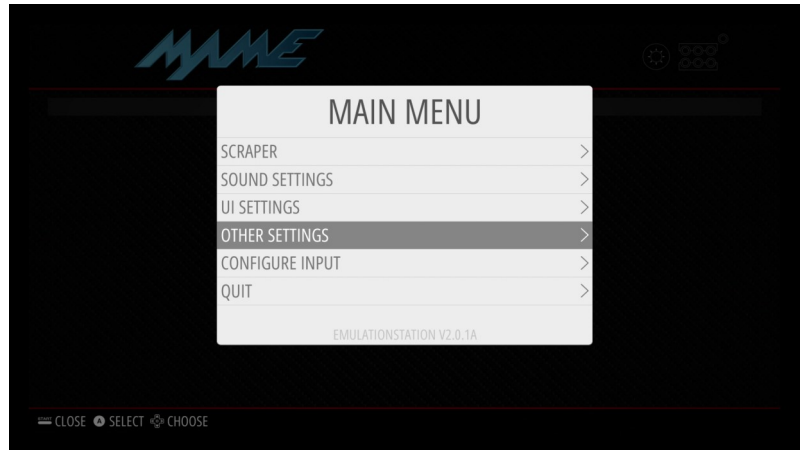 MAME
MAIN MENU
SCRAPER
SOUND SETTINGS
UI SETTINGS
OTHER SETTINGS
CONFIGURE INPUT
QUIT
EMULATIONSTATION V2.0.1A
START CLOSE A SELECT CHOOSE